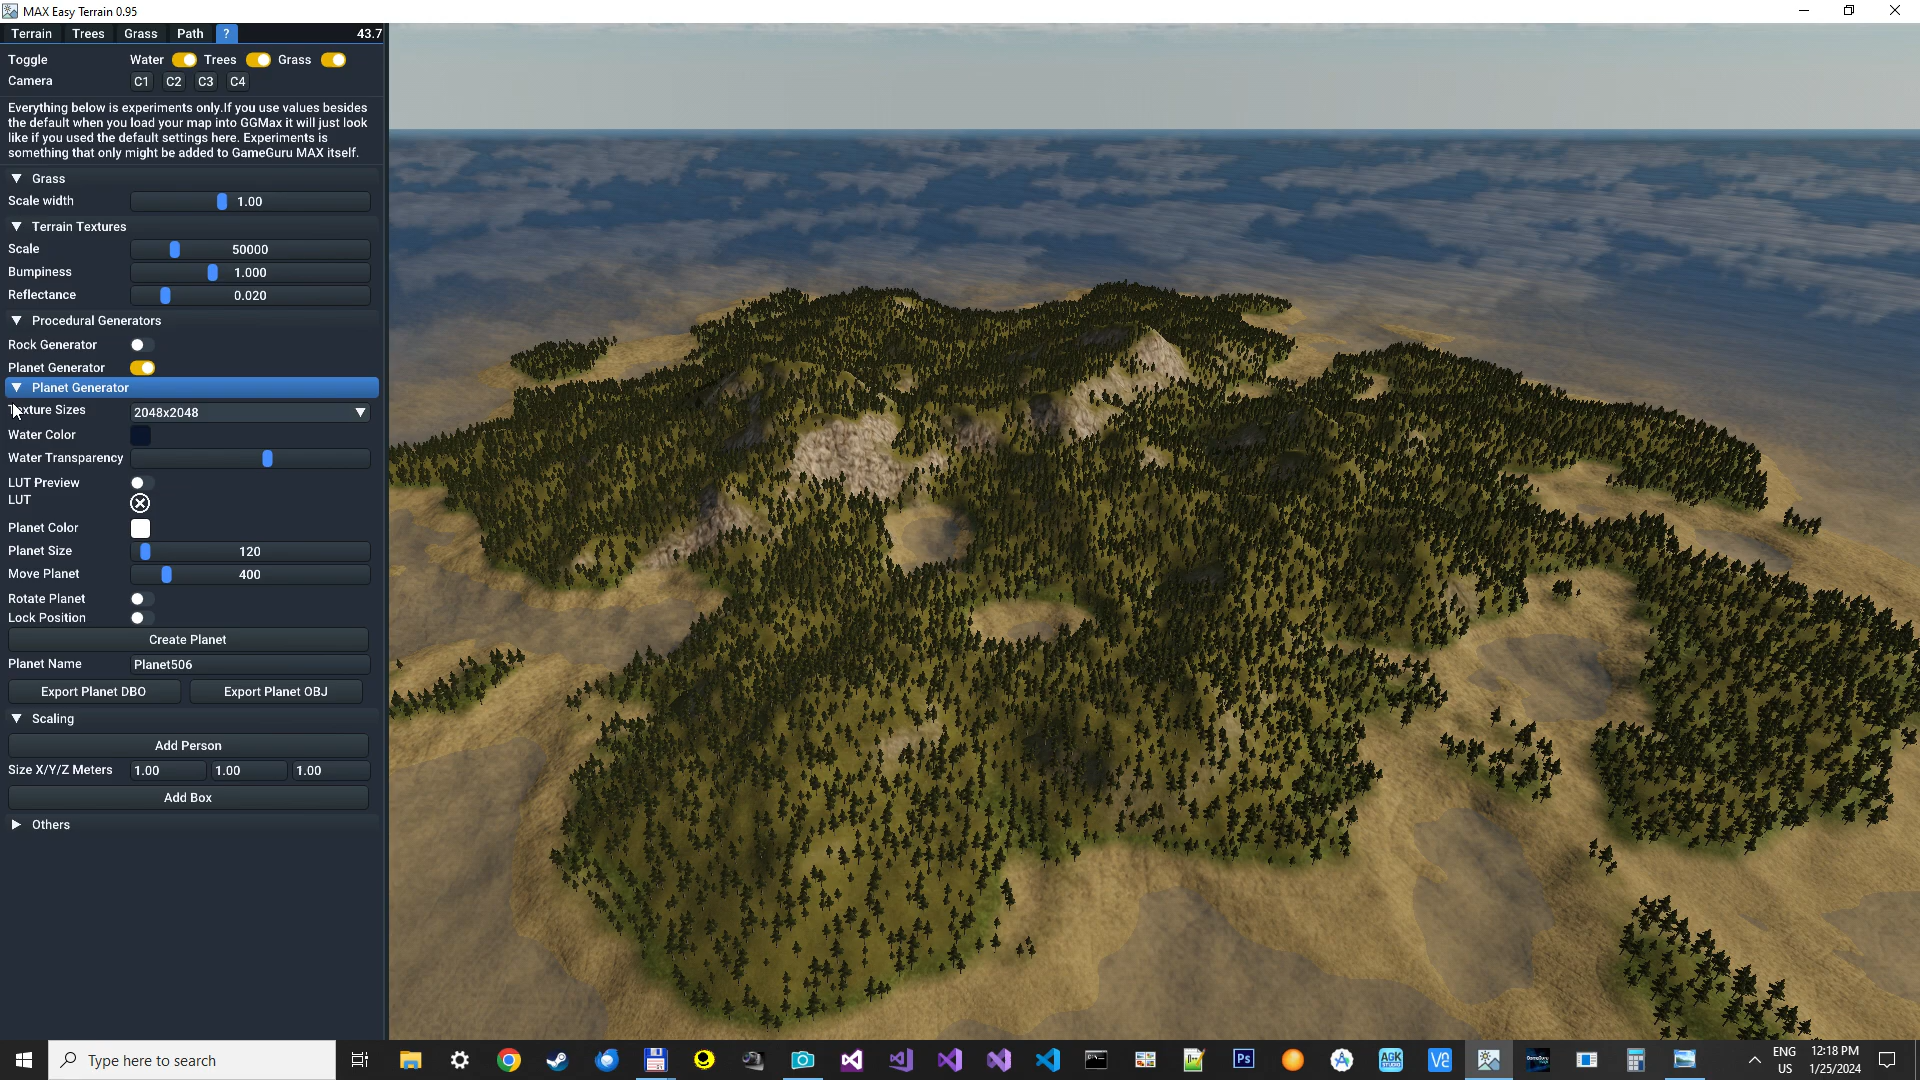 MAX Easy Terrain 0.95
Terrain Trees Grass Path ? 43.7
Toggle Water Trees Grass
Camera C1 C2 C3 C4
Everything below is experiments only.If you use values besides
the default when you load your map into GGMax it will just look
like if you used the default settings here. Experiments is
something that only might be added to GameGuru MAX itself.
Grass
Scale width 1.00
Terrain Textures
Scale 50000
Bumpiness 1.000
Reflectance 0.020
Procedural Generators
Rock Generator
Planet Generator
Planet Generator
Texture Sizes 2048x2048
Water Color
Water Transparency
LUT Preview
LUT
Planet Color
Planet Size 120
Move Planet 400
Rotate Planet
Lock Position
Create Planet
Planet Name Planet506
Export Planet DBO Export Planet OBJ
Scaling
Add Person
Size X/Y/Z Meters 1.00 1.00 1.00
Add Box
Others
Type here to search
Ps
AGK
STUDIO
ENG
US
12:18 PM
1/25/2024